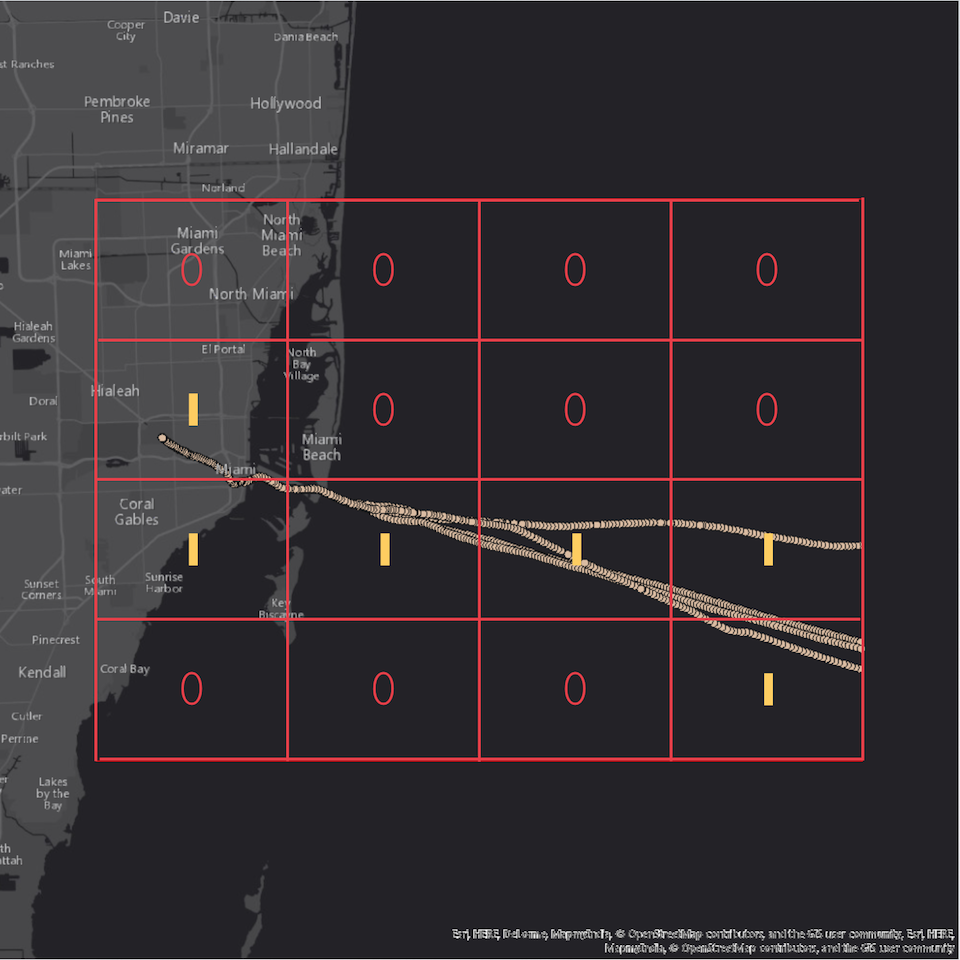 Davie
Cooper
City
Dania Beach
st Ranches
Pembroke
Pines
Hollywood
Miramar
Hallandale
Norland
North
Miami
Beach
Miami
Gardens
Miami
Lakes
0 0 0 0
North Miami
Hialeah
Gardens
El Portal
North
Bay
Village
Hialeah
Doral
1 0 0 0
rbilt Park
Miami
Beach
Miami
ater
Coral
Gables
1 1 1 1
Sunset
Corners
South
Miami
Sunrise
Harbor
Key
Biscayne
Pinecrest
Kendall
Coral Bay
0 0 0 1
Cutler
Perrine
Lakes
by the
Bay
er
th
attah
Esri, HERE, DeLorme, MapmyIndia, © OpenStreetMap contributors, and the GIS user community, Esri, HERE,
MapmyIndia, © OpenStreetMap contributors, and the GIS user community